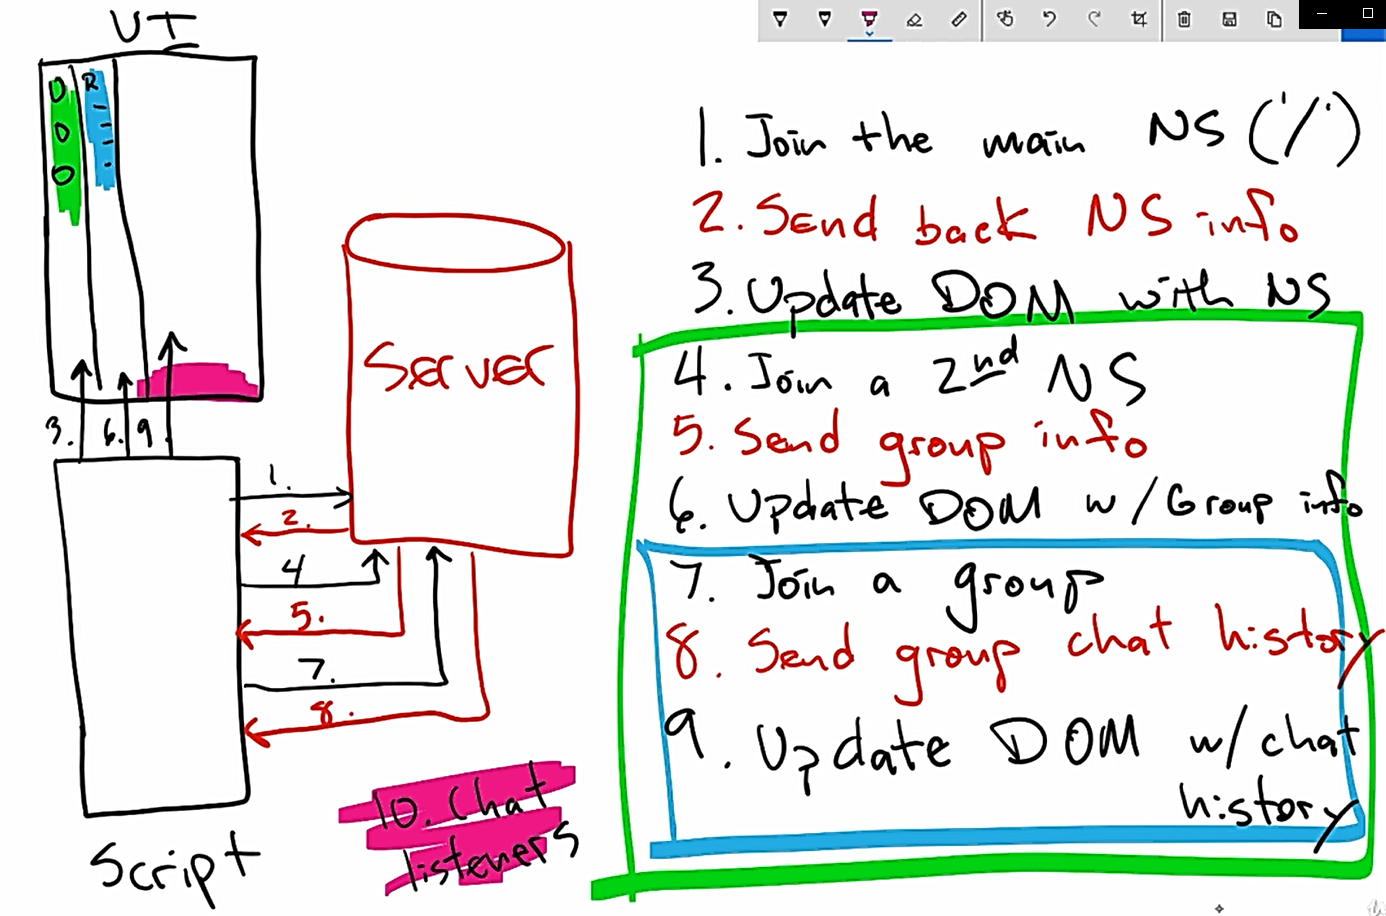 UI
R
3. 6. 9.
Server
1.
2.
4
5.
7.
8.
Script
10. Chat
listeners
1. Join the main NS ('/')
2. Send back NS info
3. Update DOM with NS
4. Join a 2nd NS
5. Send group info
6. Update DOM w/ Group info
7. Join a group
8. Send group chat history
9. Update DOM w/ chat
history